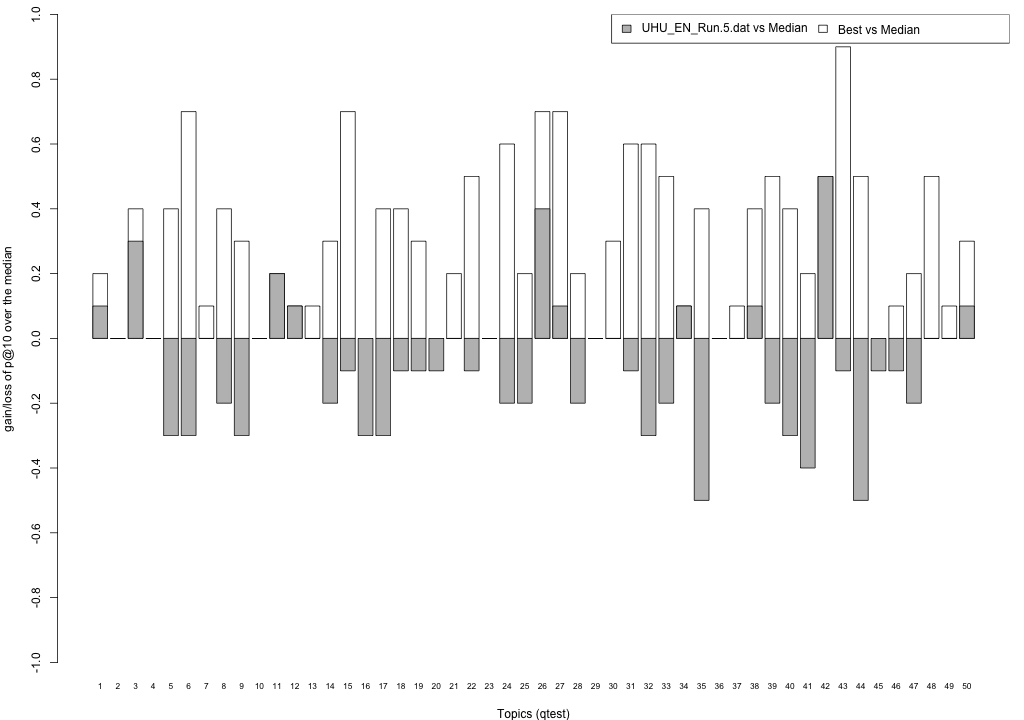 UHU_EN_Run.5.dat vs Median Best vs Median
1.0
0.8
0.6
0.4
0.2
0.0
-0.2
-0.4
-0.6
-0.8
-1.0
gain/loss of p@10 over the median
1 2 3 4 5 6 7 8 9 10 11 12 13 14 15 16 17 18 19 20 21 22 23 24 25 26 27 28 29 30 31 32 33 34 35 36 37 38 39 40 41 42 43 44 45 46 47 48 49 50
Topics (qtest)